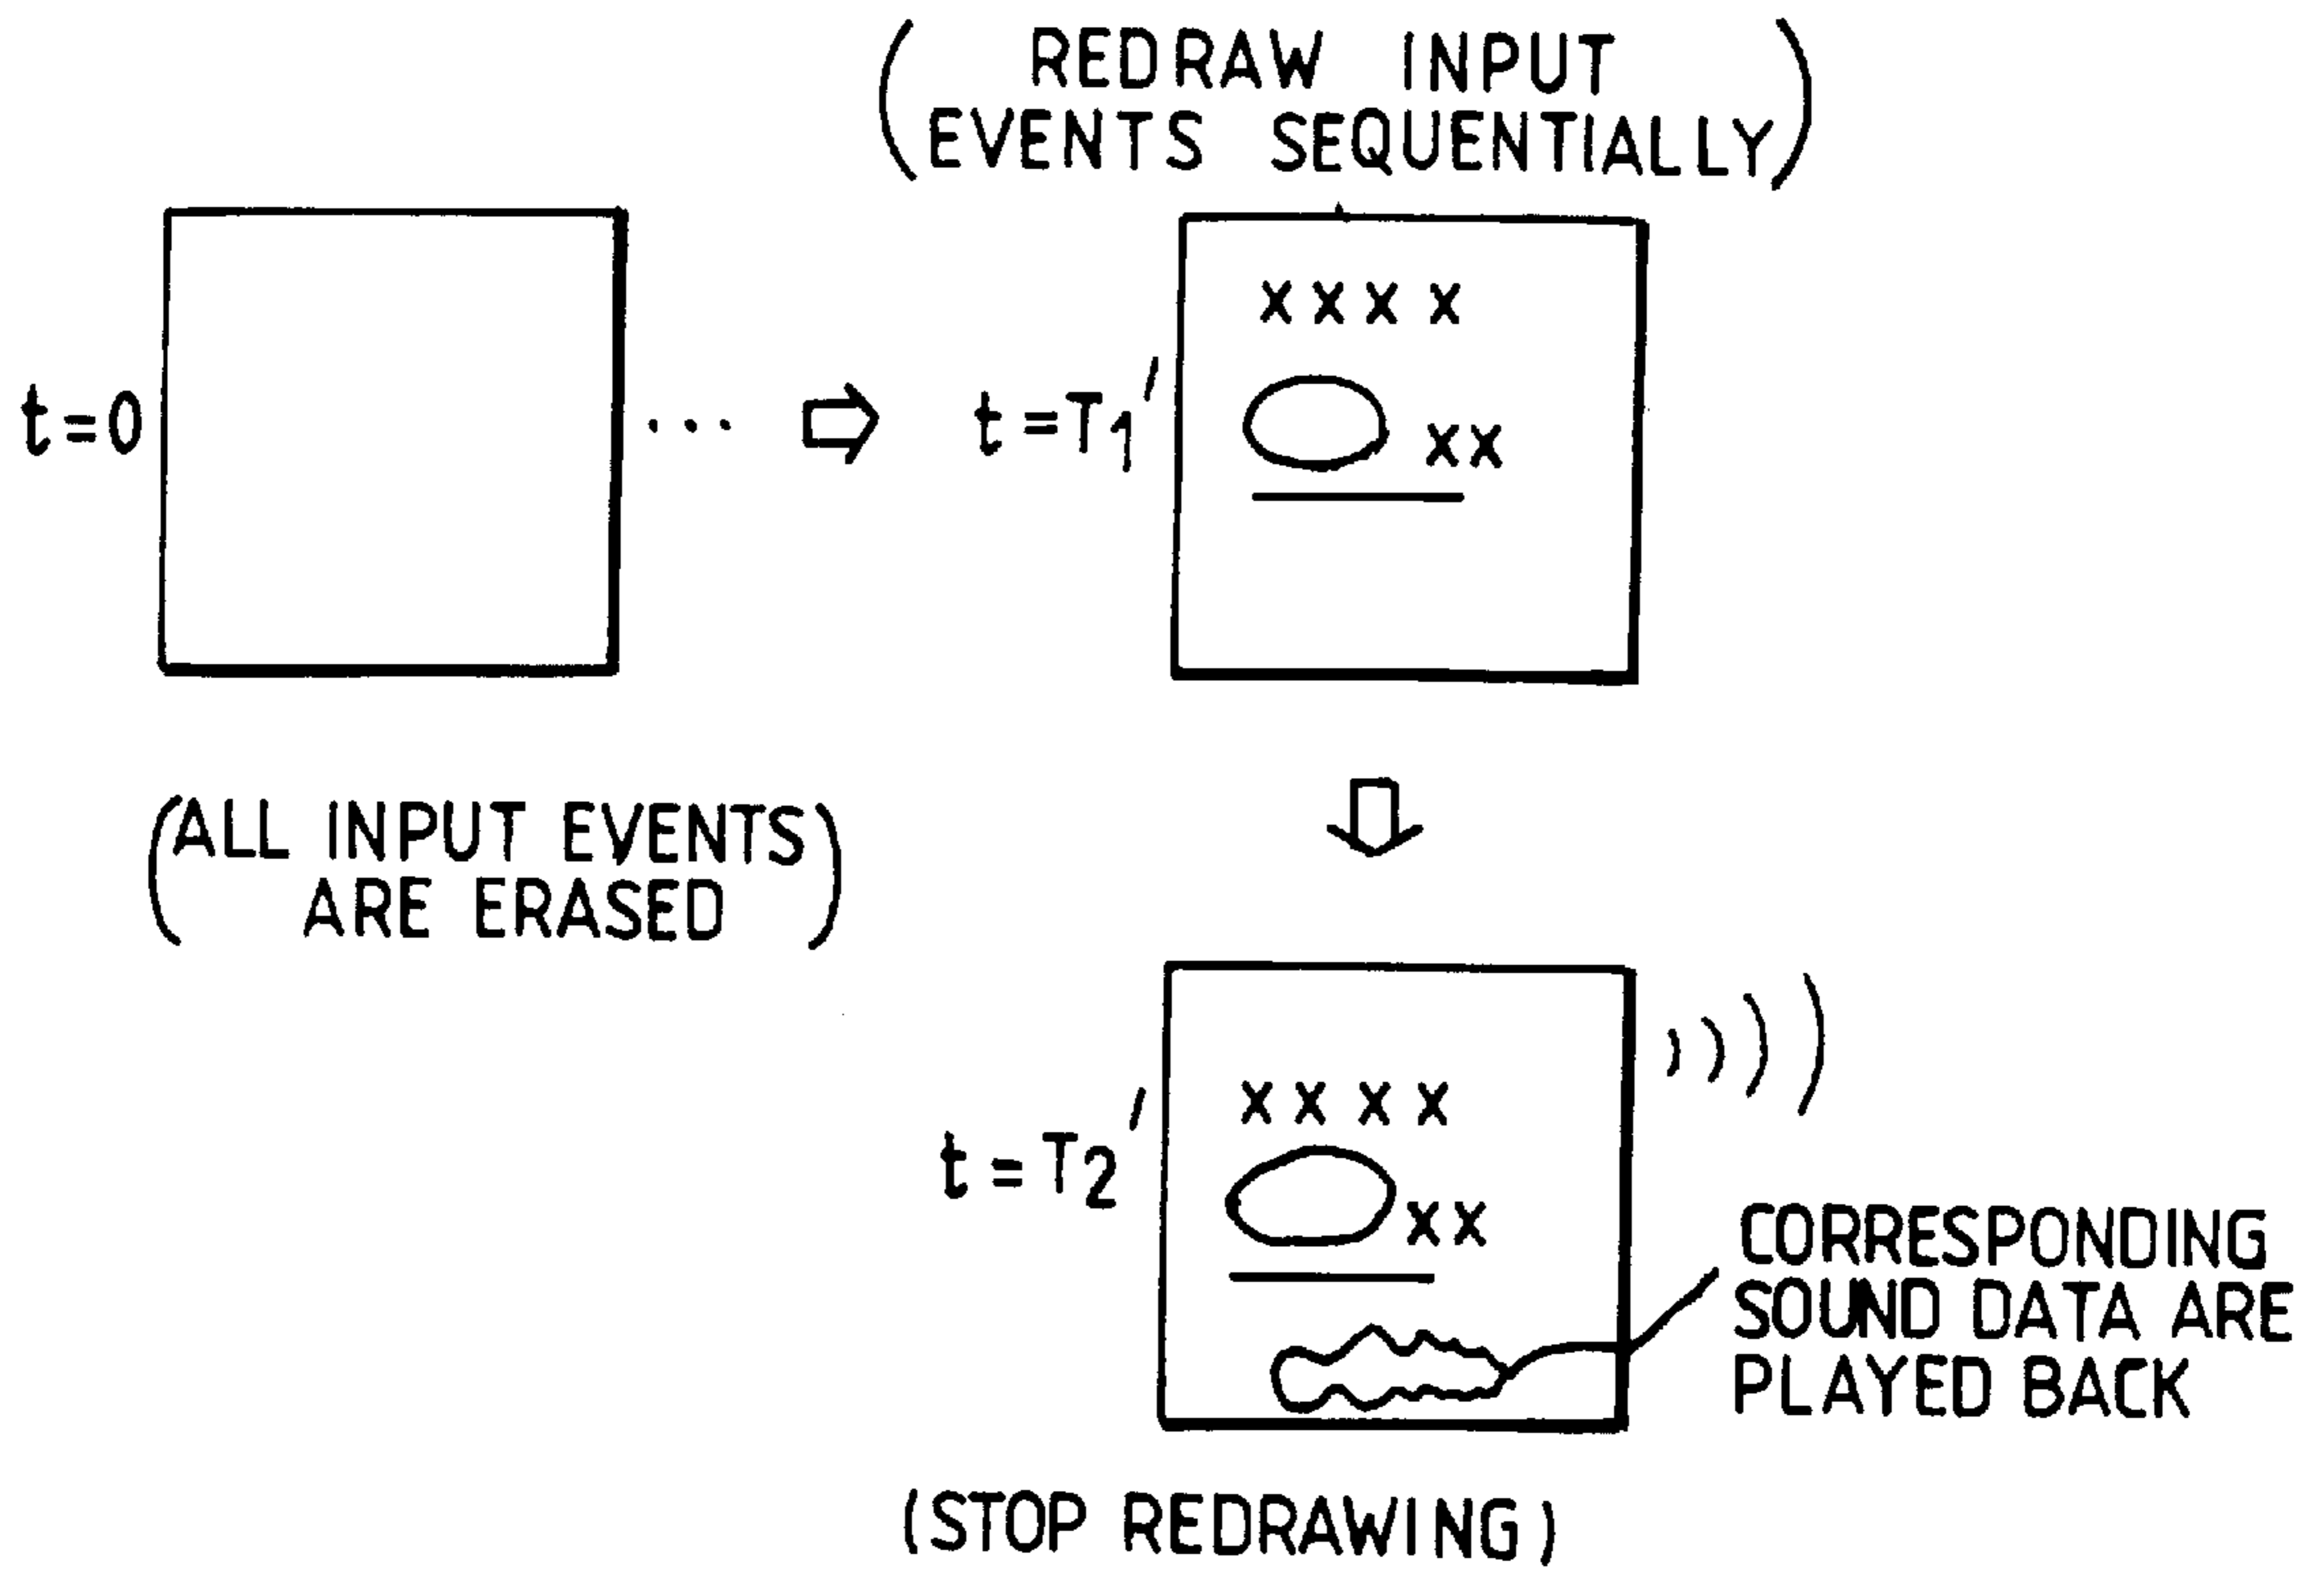 ( REDRAW INPUT
EVENTS SEQUENTIALLY )
t=0
...
t=T1'
xxxx
xx
(ALL INPUT EVENTS
ARE ERASED)
t=T2'
xxxx
xx
CORRESPONDING
SOUND DATA ARE
PLAYED BACK
(STOP REDRAWING)